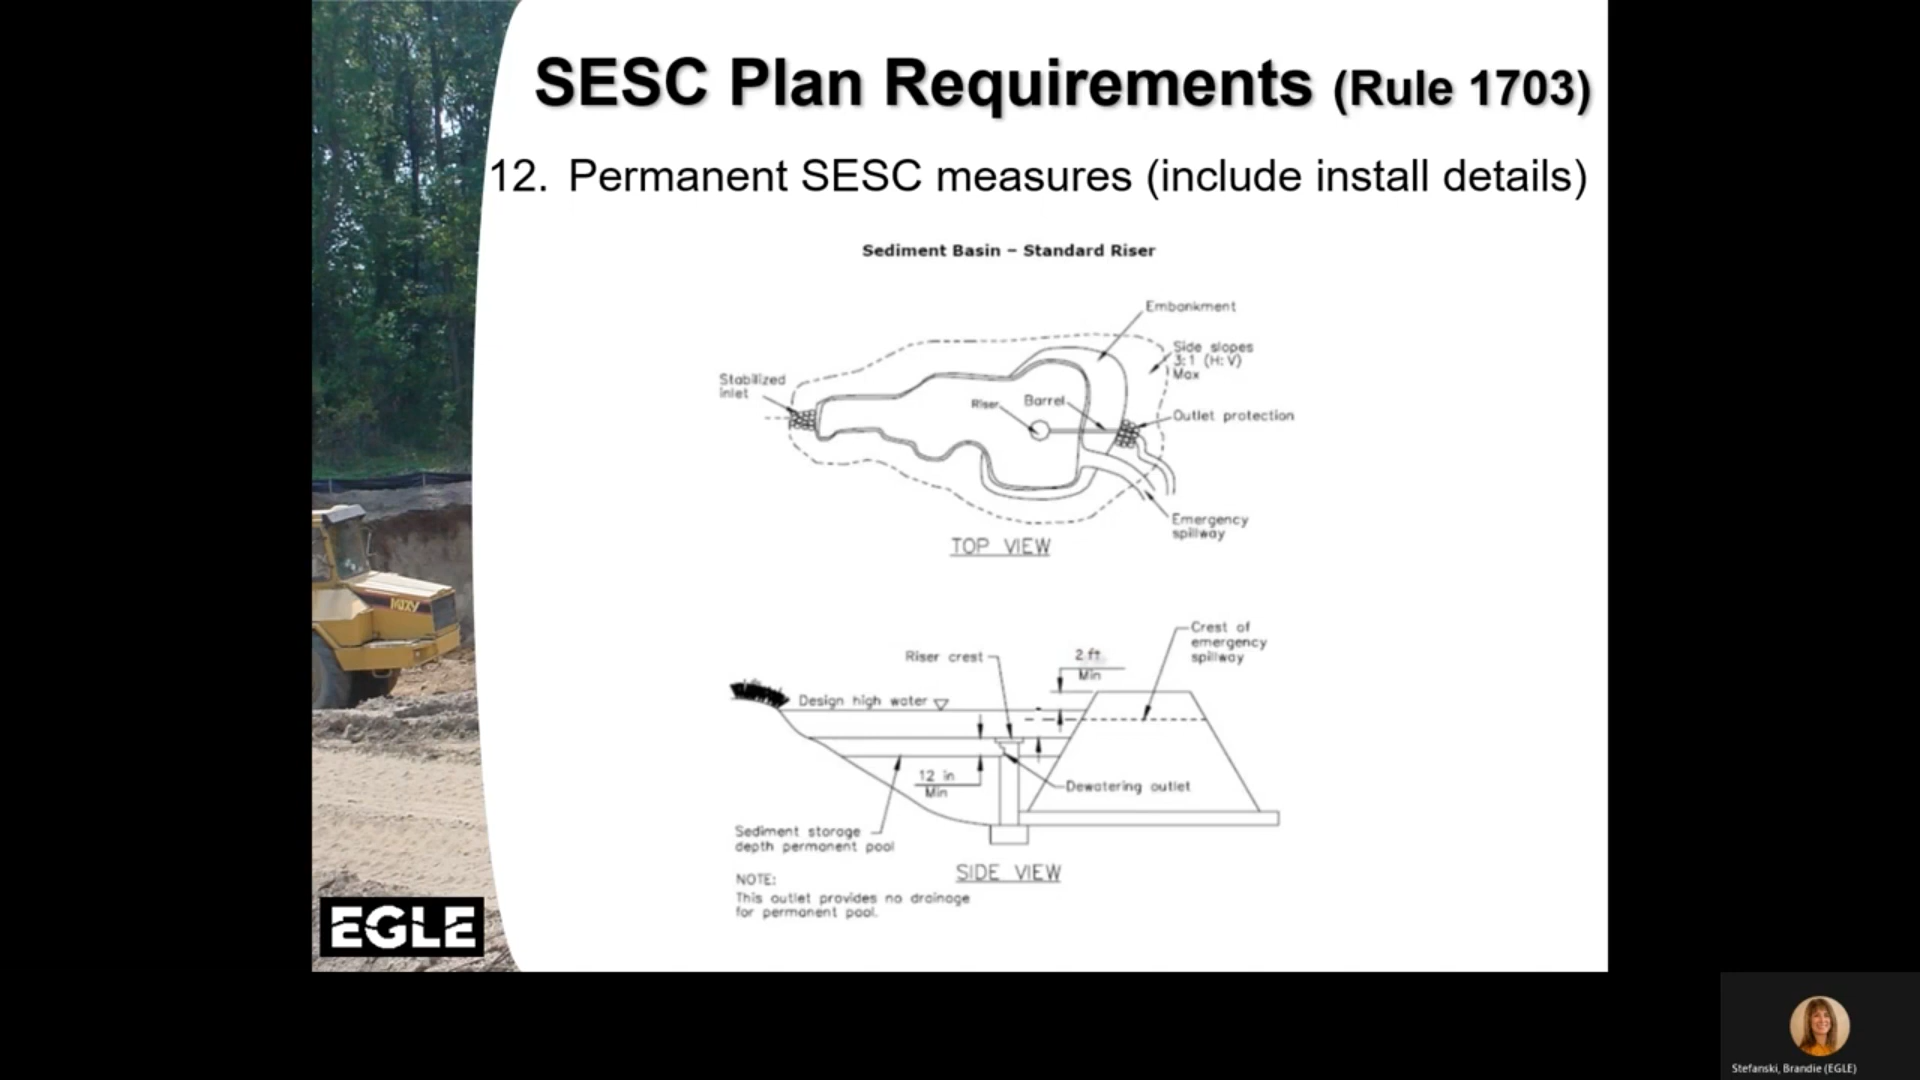 SESC Plan Requirements (Rule 1703)
12. Permanent SESC measures (include install details)
Sediment Basin – Standard Riser
Embankment
Side slopes
3:1 (H:V)
Max
Stabilized
inlet
Riser
Barrel
Outlet protection
Emergency
spillway
TOP VIEW
Crest of
emergency
spillway
Riser crest
2 ft
Min
Design high water
12 in
Min
Dewatering outlet
Sediment storage
depth permanent pool
SIDE VIEW
NOTE:
This outlet provides no drainage
for permanent pool.
EGLE
Stefanski, Brandie (EGLE)